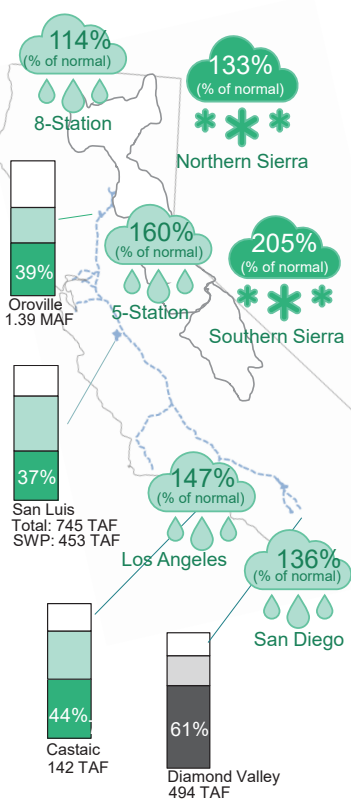 114%
(% of normal)
8-Station
133%
(% of normal)
Northern Sierra
39%
Oroville
1.39 MAF
160%
(% of normal)
5-Station
205%
(% of normal)
Southern Sierra
37%
San Luis
Total: 745 TAF
SWP: 453 TAF
147%
(% of normal)
Los Angeles
136%
(% of normal)
San Diego
44%
Castaic
142 TAF
61%
Diamond Valley
494 TAF